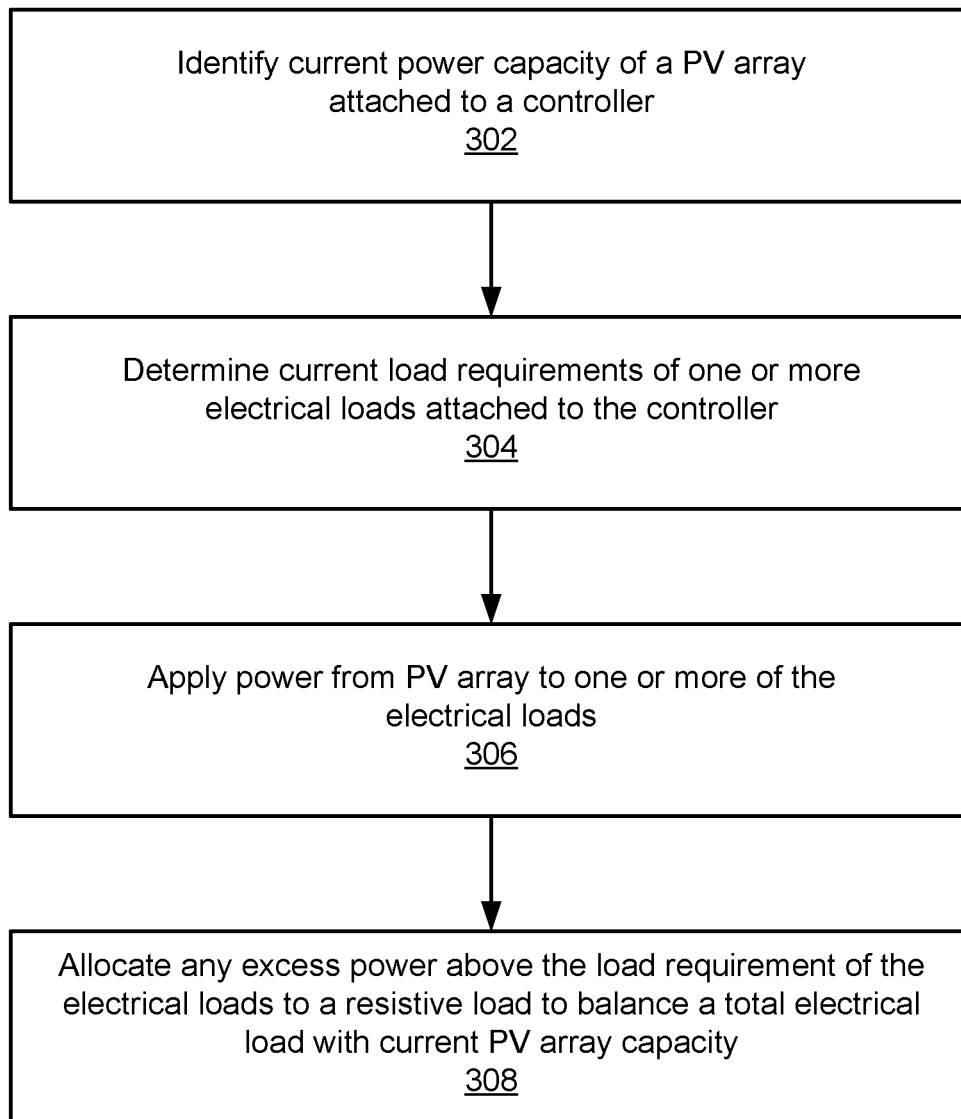 Identify current power capacity of a PV array
attached to a controller
302
Determine current load requirements of one or more
electrical loads attached to the controller
304
Apply power from PV array to one or more of the
electrical loads
306
Allocate any excess power above the load requirement of the
electrical loads to a resistive load to balance a total electrical
load with current PV array capacity
308